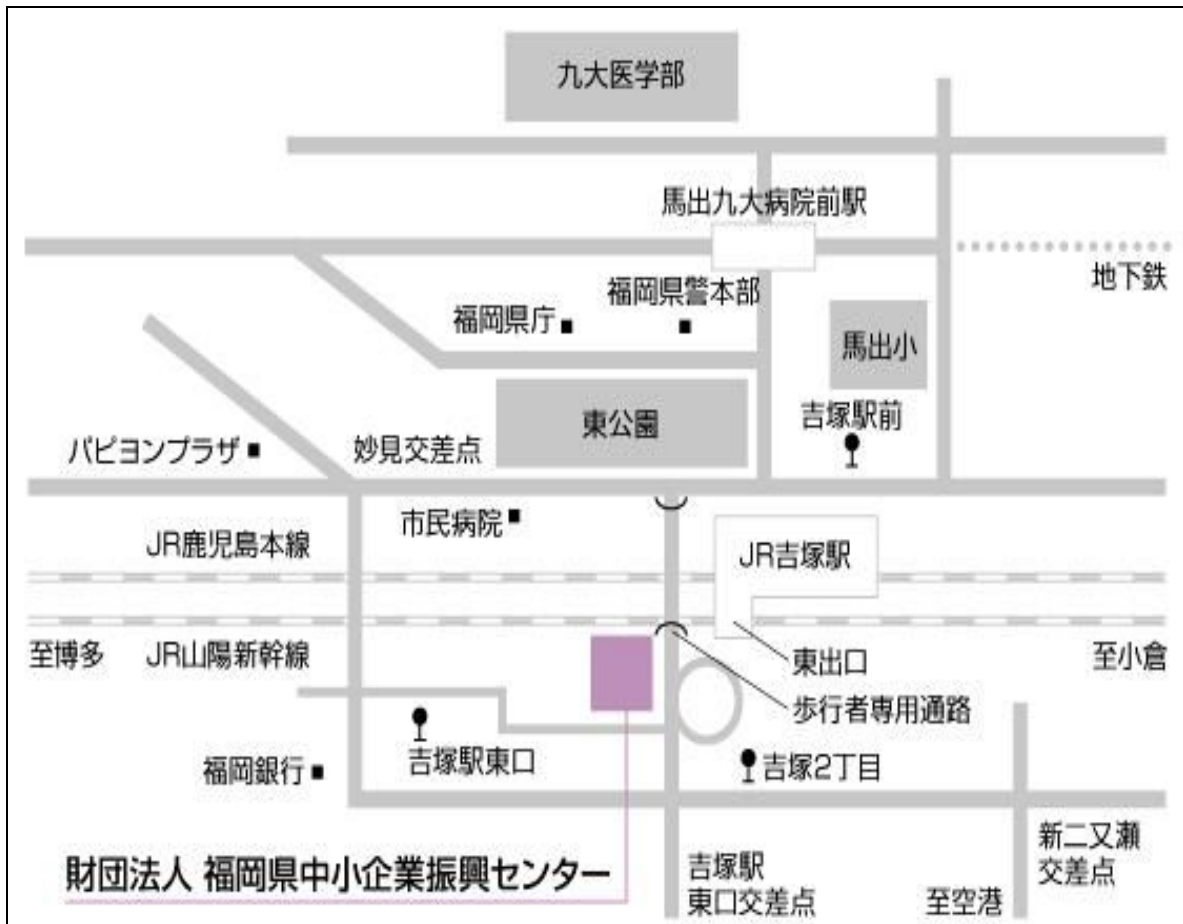 九大医学部
馬出九大病院前駅
地下鉄
福岡県警本部
福岡県庁
馬出小
吉塚駅前
東公園
パピヨンプラザ
妙見交差点
市民病院
JR鹿児島本線
JR吉塚駅
至博多
JR山陽新幹線
東出口
至小倉
歩行者専用通路
吉塚駅東口
福岡銀行
吉塚2丁目
財団法人 福岡県中小企業振興センター
吉塚駅
東口交差点
新二又瀬
交差点
至空港